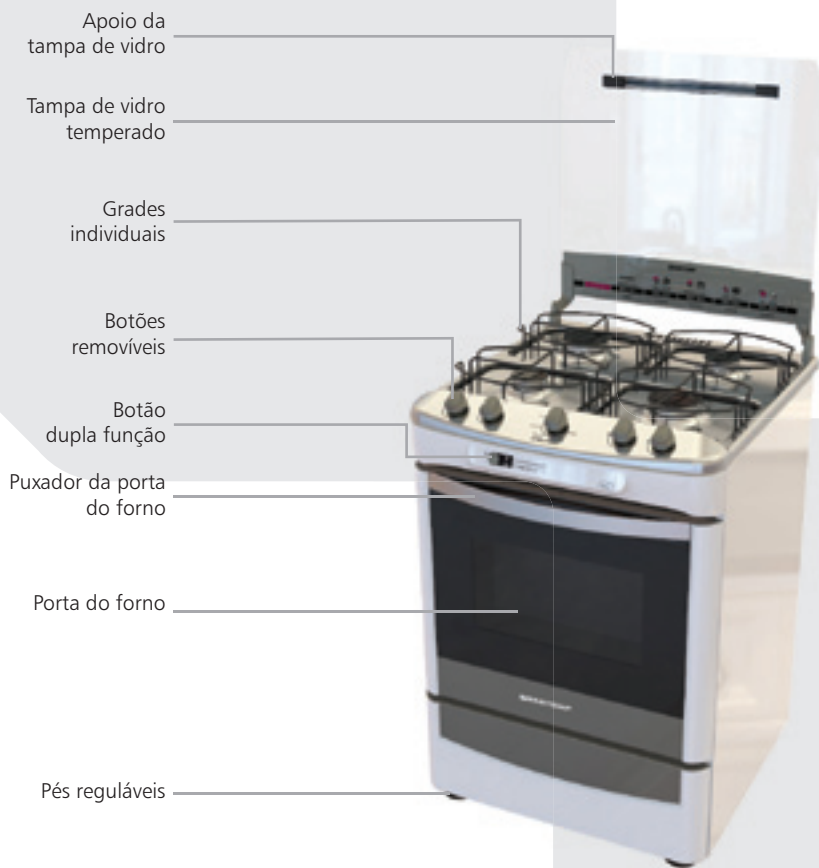 Apoio da
tampa de vidro
Tampa de vidro
temperado
Grades
individuais
Botões
removíveis
Botão
dupla função
Puxador da porta
do forno
Porta do forno
Pés reguláveis